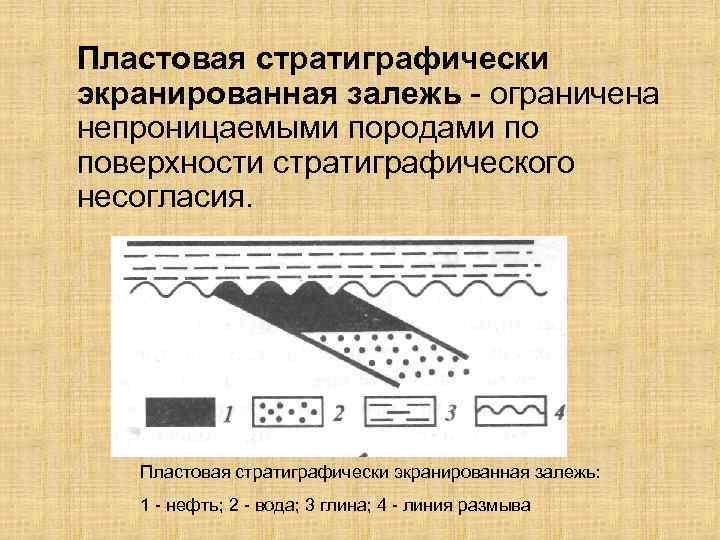 Пластовая стратиграфически
экранированная залежь - ограничена
непроницаемыми породами по
поверхности стратиграфического
несогласия.
1 2 3 4
Пластовая стратиграфически экранированная залежь:
1 - нефть; 2 - вода; 3 глина; 4 - линия размыва